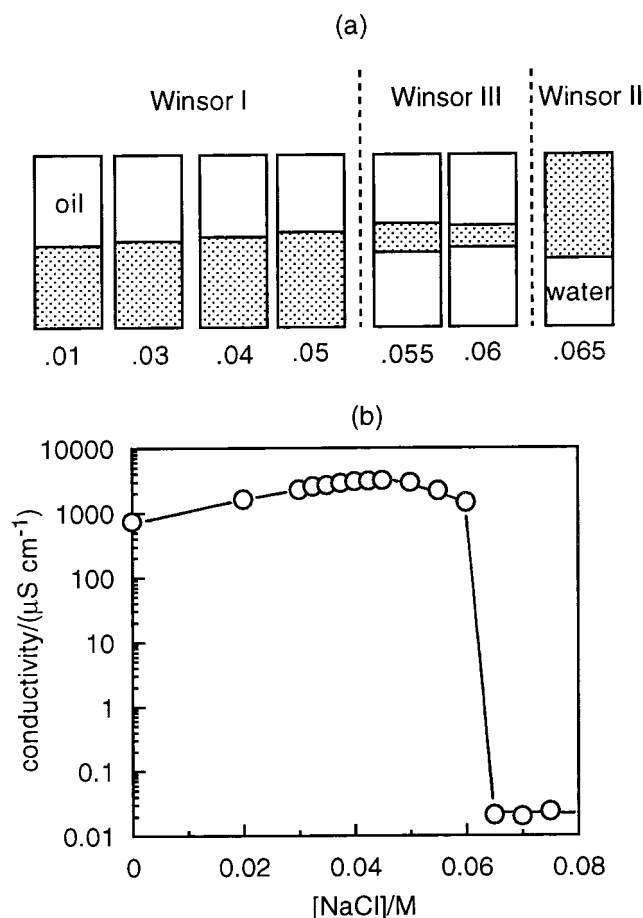 (a)
Winsor I Winsor III Winsor II
oil
water
.01 .03 .04 .05 .055 .06 .065
(b)
10000
1000
100
10
1
0.1
0.01
conductivity/(μS cm⁻¹)
0 0.02 0.04 0.06 0.08
[NaCl]/M